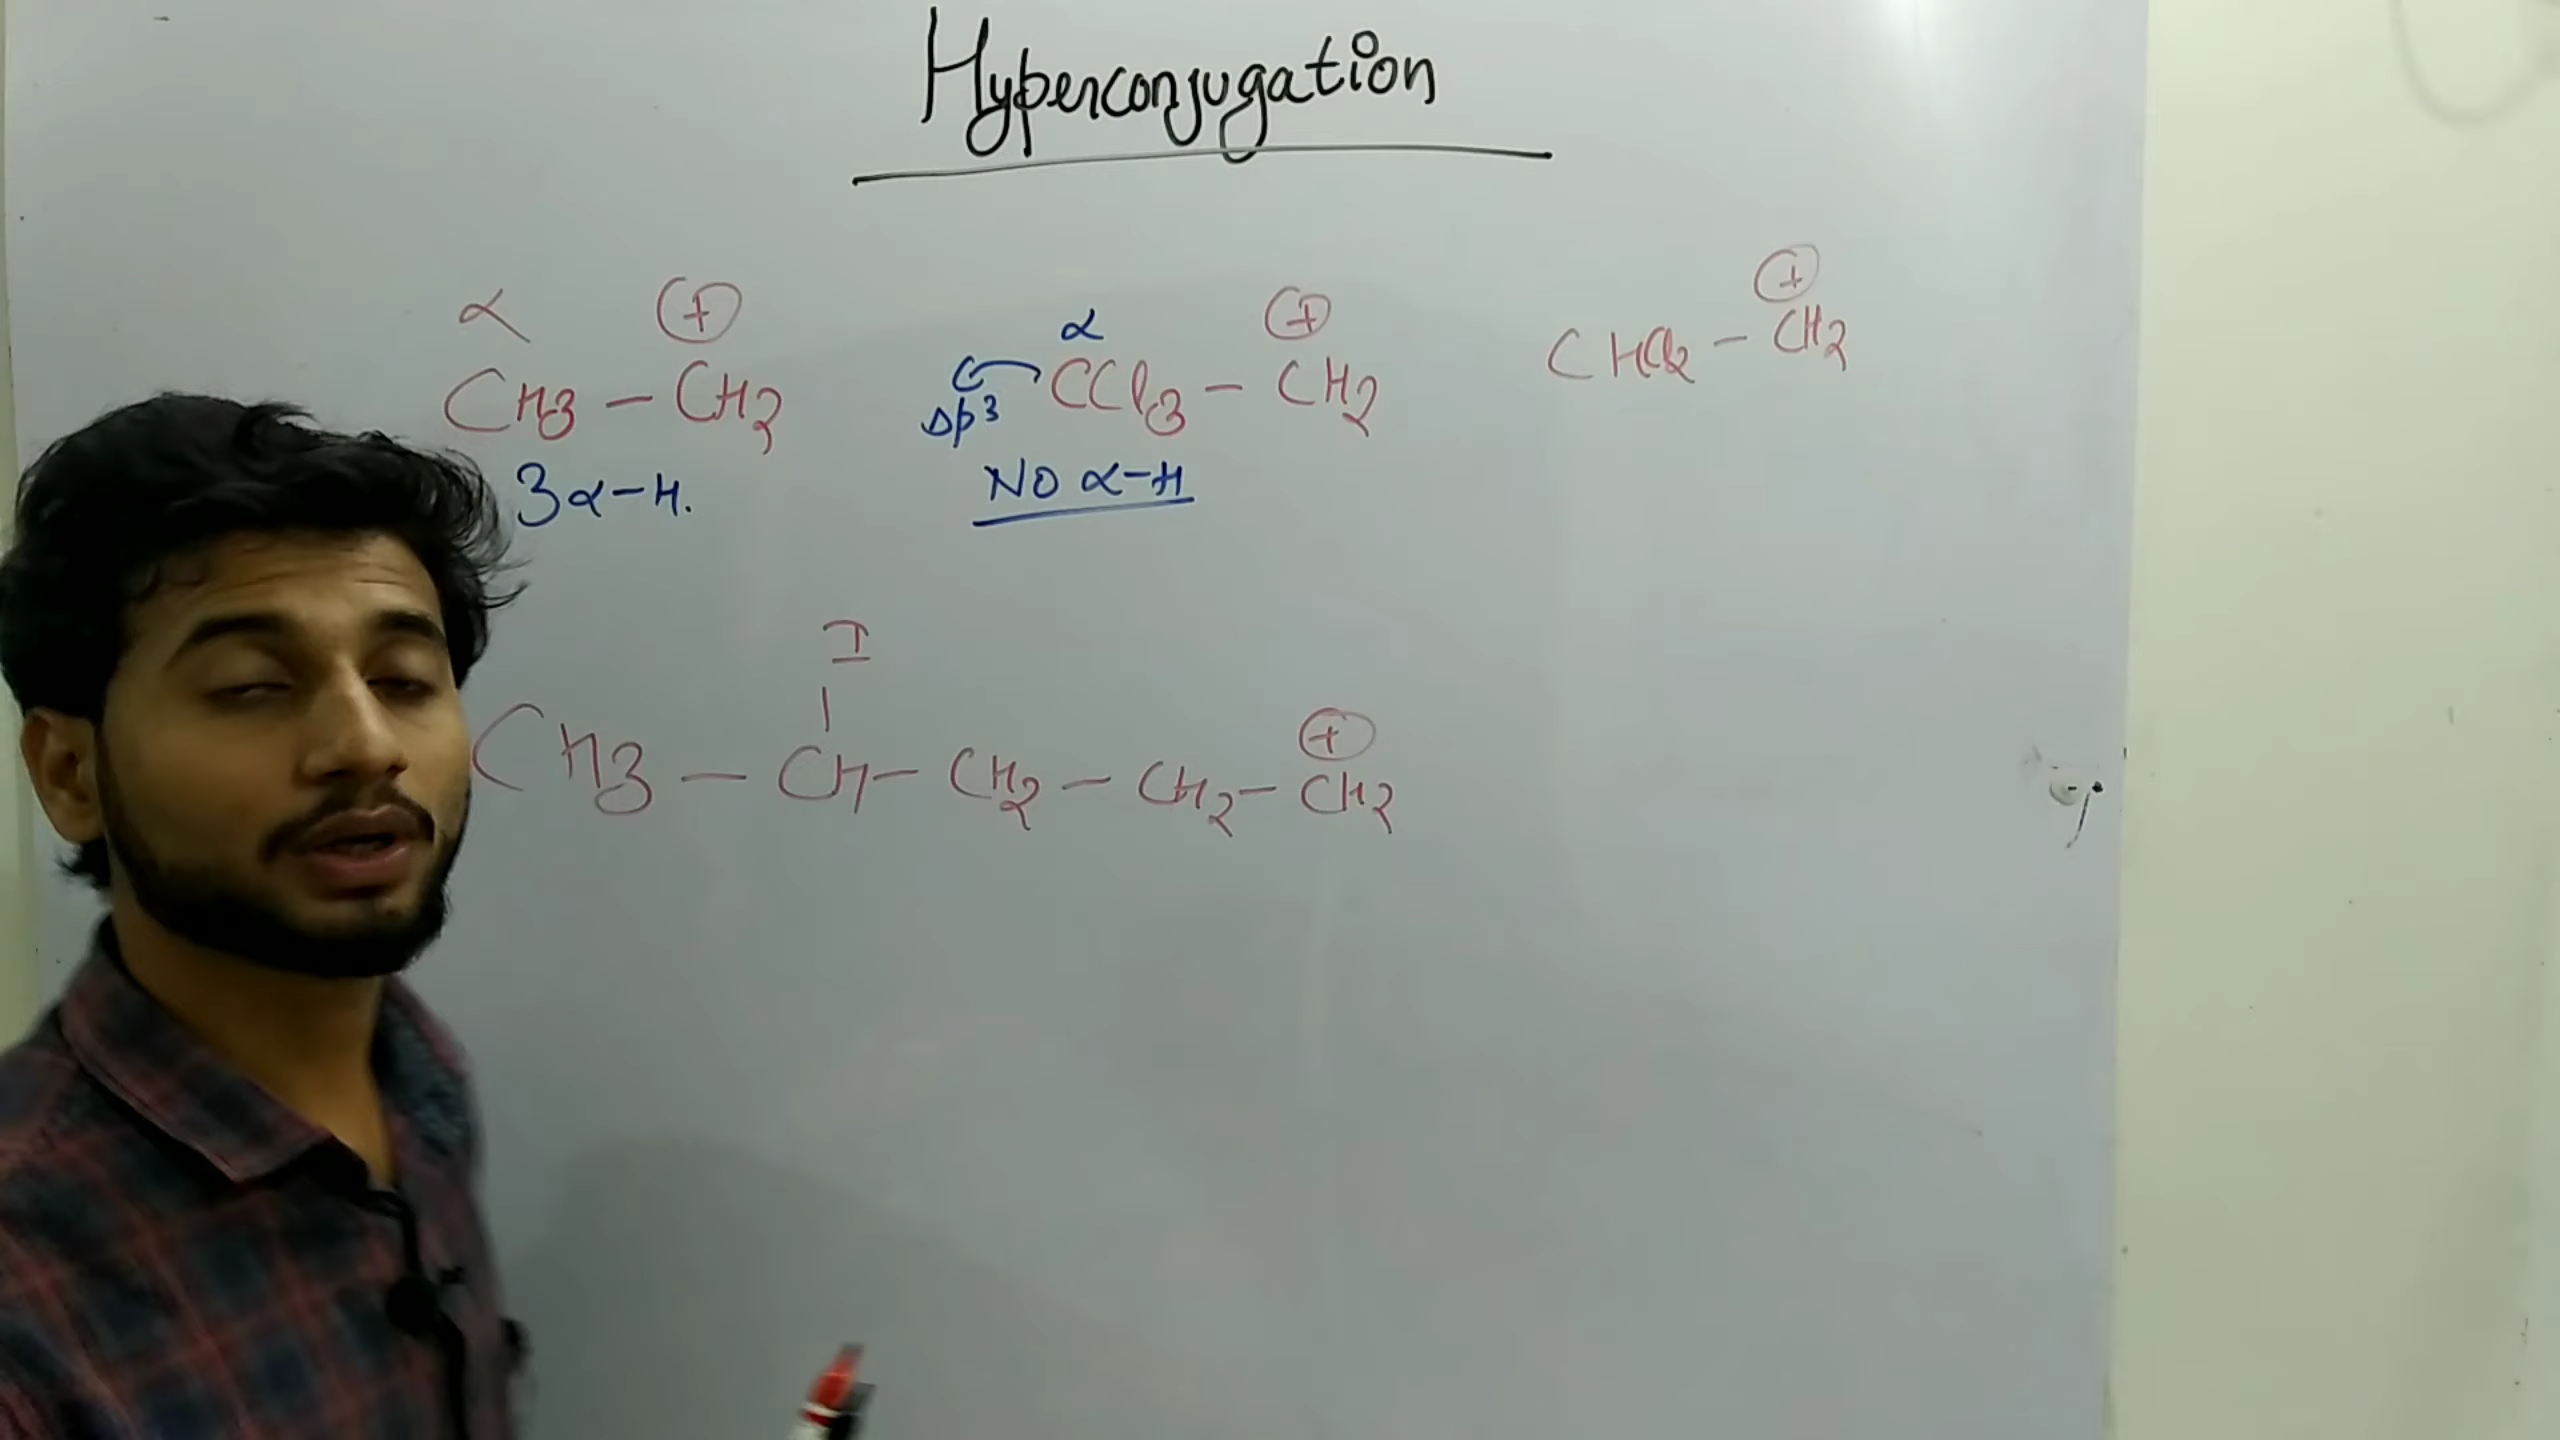 Hyperconjugation
α ⊕ α ⊕ ⊕
CH3 - CH2 sp3 CCl3 - CH2 CHCl2 - CH2
3α-H. NO α-H
I
⊕
CH3 - CH - CH2 - CH2 - CH2